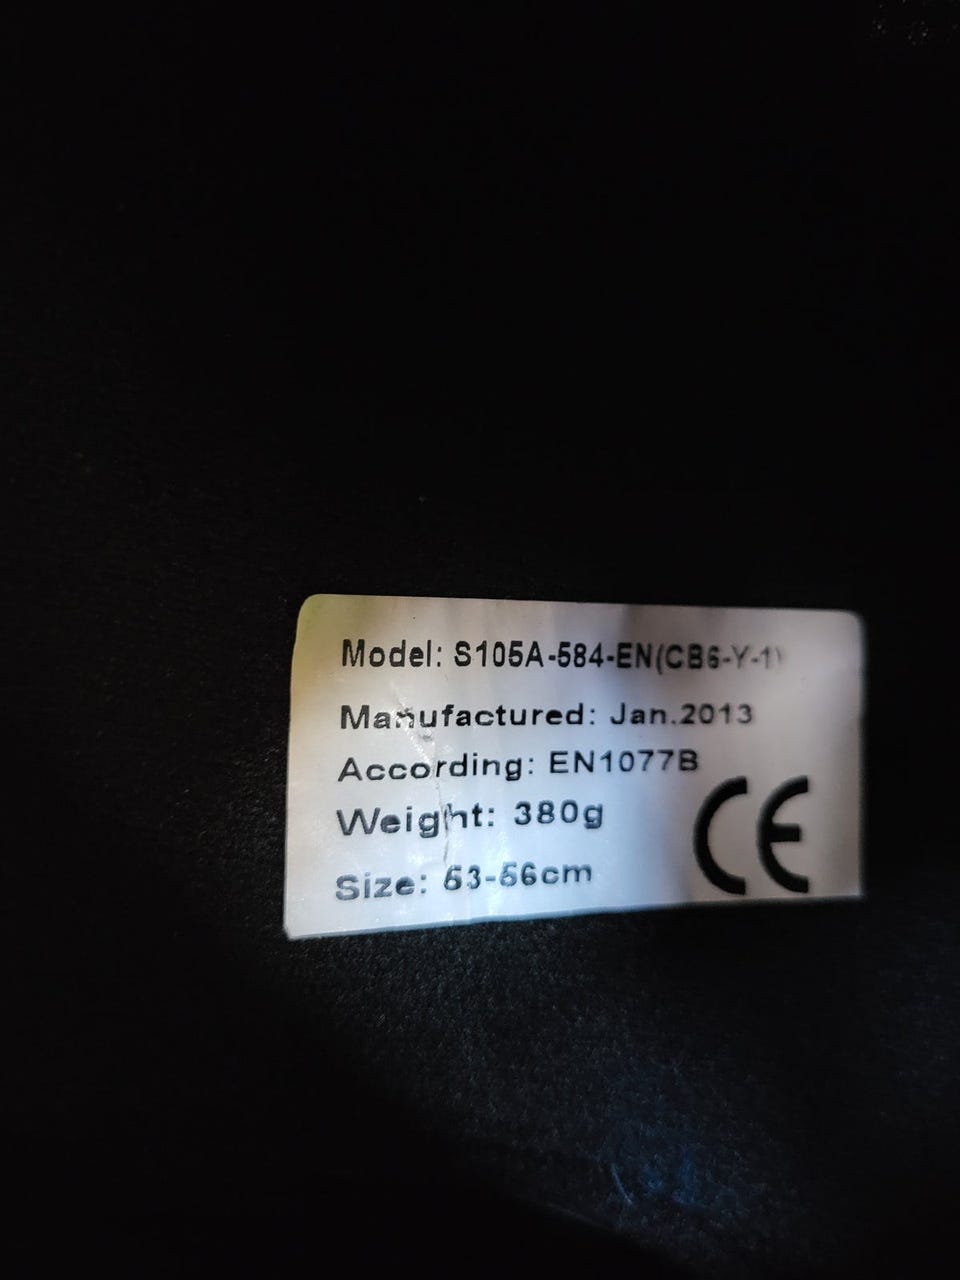 Model: S105A-584-EN(CB6-Y-1)
Manufactured: Jan.2013
According: EN1077B
Weight: 380g
Size: 53-56cm
CE